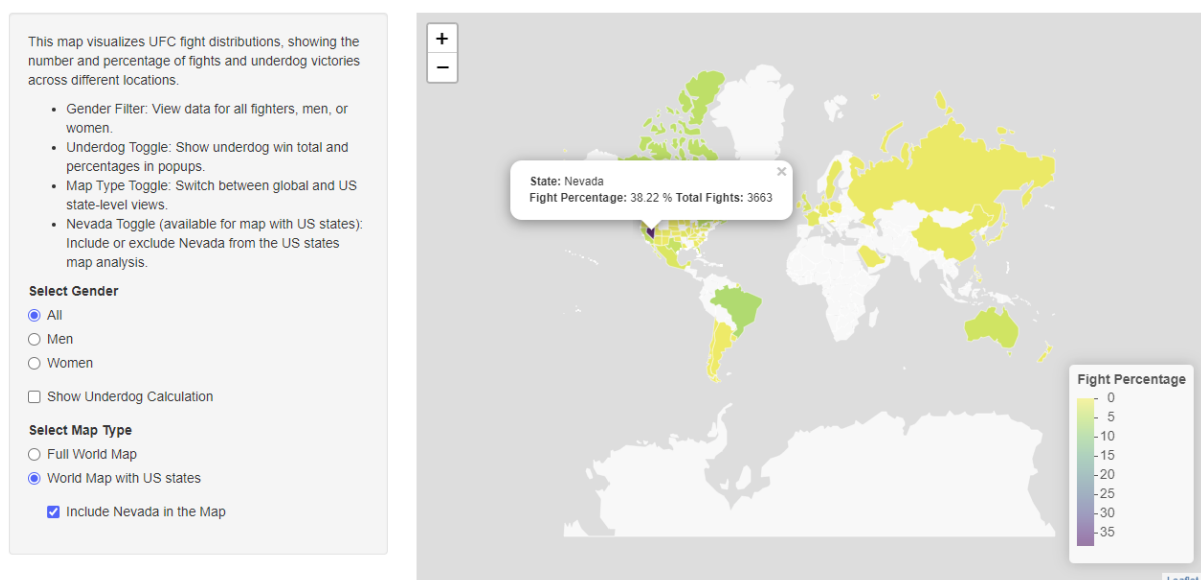 This map visualizes UFC fight distributions, showing the
number and percentage of fights and underdog victories
across different locations.
• Gender Filter: View data for all fighters, men, or
women.
• Underdog Toggle: Show underdog win total and
percentages in popups.
• Map Type Toggle: Switch between global and US
state-level views.
• Nevada Toggle (available for map with US states):
Include or exclude Nevada from the US states
map analysis.
Select Gender
All
Men
Women
Show Underdog Calculation
Select Map Type
Full World Map
World Map with US states
Include Nevada in the Map
+
−
×
State: Nevada
Fight Percentage: 38.22 % Total Fights: 3663
Fight Percentage
0
5
10
15
20
25
30
35
Leaflet